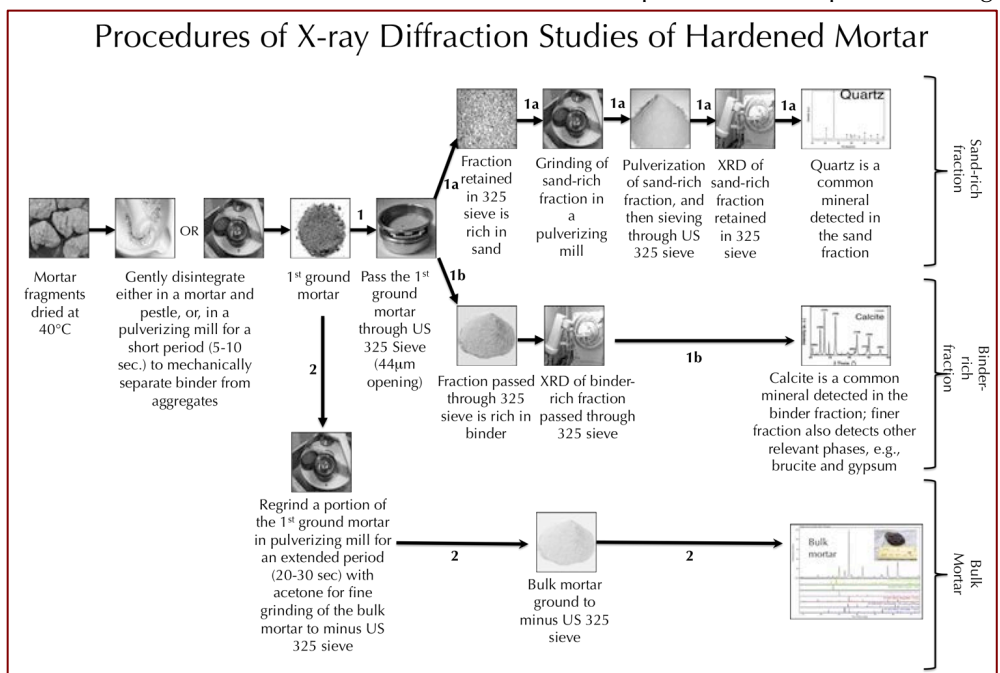 Procedures of X-ray Diffraction Studies of Hardened Mortar
Mortar
fragments
dried at
40°C
OR
Gently disintegrate
either in a mortar and
pestle, or, in a
pulverizing mill for a
short period (5-10
sec.) to mechanically
separate binder from
aggregates
1st ground
mortar
1
Pass the 1st
ground
mortar
through US
325 Sieve
(44μm
opening)
1a
Fraction
retained
in 325
sieve is
rich in
sand
1a
Grinding of
sand-rich
fraction in
a
pulverizing
mill
1a
Pulverization
of sand-rich
fraction, and
then sieving
through US
325 sieve
1a
XRD of
sand-rich
fraction
retained
in 325
sieve
1a
Quartz
Quartz is a
common
mineral
detected in
the sand
fraction
Sand-rich
fraction
1b
Fraction passed
through 325
sieve is rich in
binder
XRD of binder-
rich fraction
passed through
325 sieve
1b
Calcite
Calcite is a common
mineral detected in the
binder fraction; finer
fraction also detects other
relevant phases, e.g.,
brucite and gypsum
Binder-
rich
fraction
2
Regrind a portion of
the 1st ground mortar
in pulverizing mill for
an extended period
(20-30 sec) with
acetone for fine
grinding of the bulk
mortar to minus US
325 sieve
2
Bulk mortar
ground to
minus US 325
sieve
2
Bulk
mortar
Bulk
Mortar